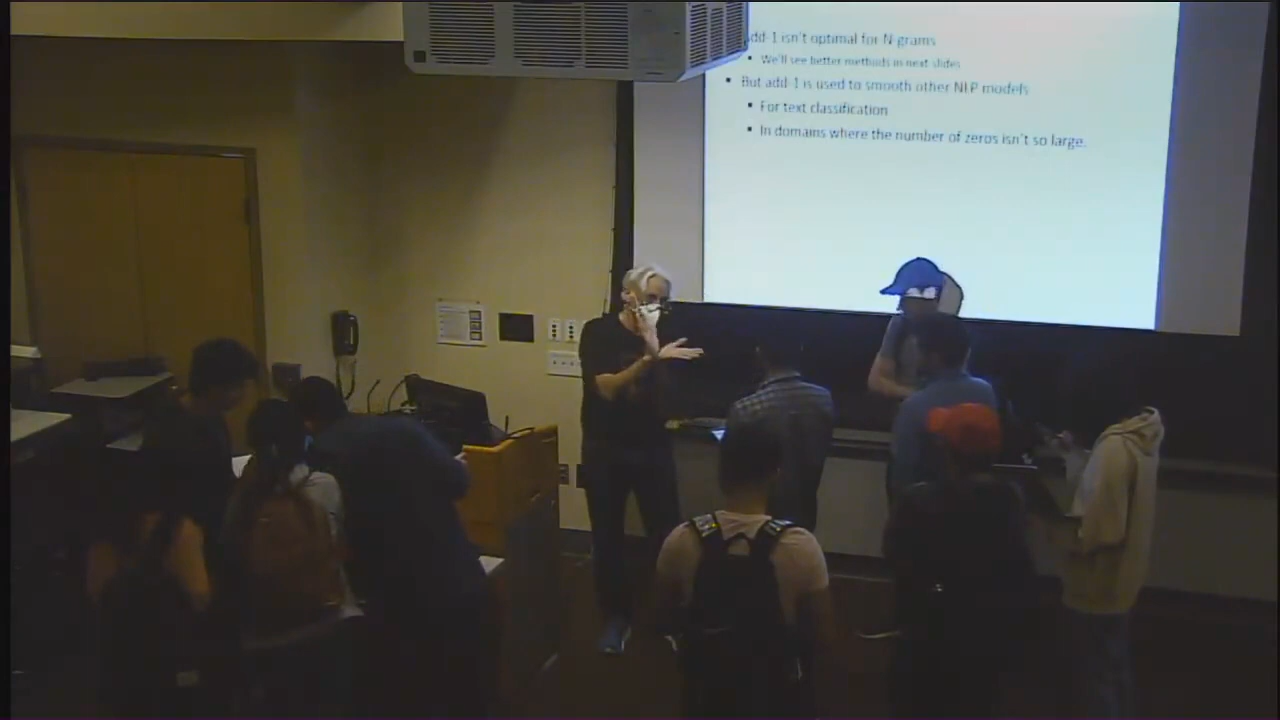 add-1 isn't optimal for N-grams
We'll see better methods in next slides
But add-1 is used to smooth other NLP models
For text classification
In domains where the number of zeros isn't so large.